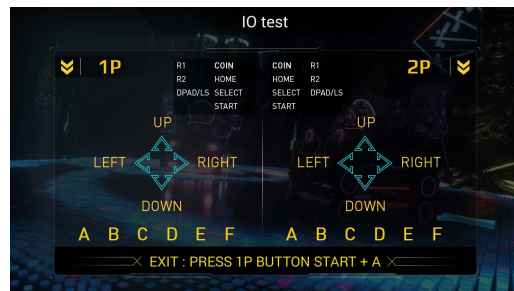 IO test
1P R1 COIN COIN R1 2P
R2 HOME HOME R2
DPAD/LS SELECT SELECT DPAD/LS
START START
UP UP
LEFT RIGHT LEFT RIGHT
DOWN DOWN
A B C D E F A B C D E F
EXIT : PRESS 1P BUTTON START + A